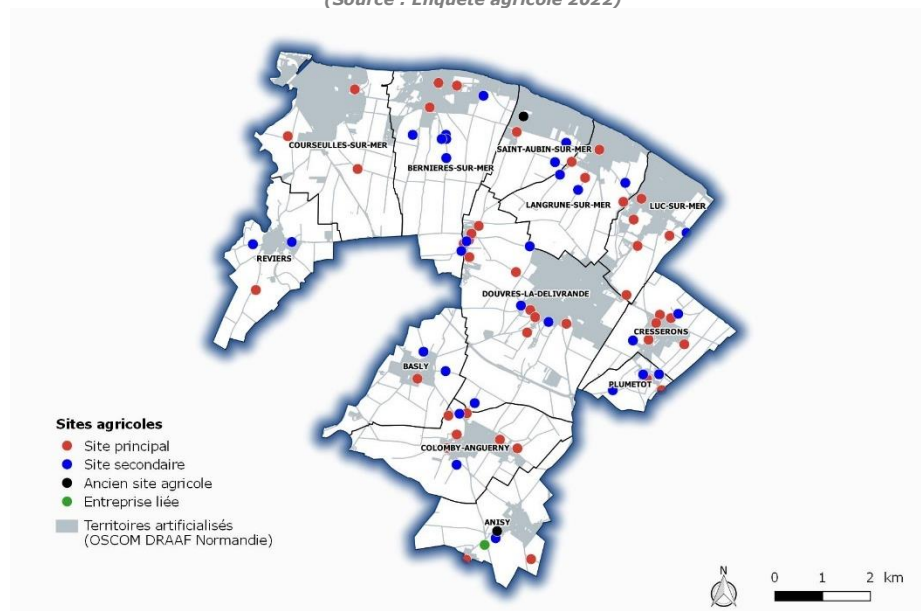 (Source : Enquête agricole 2022)
COURSEULLES-SUR-MER
BERNIERES-SUR-MER
SAINT-AUBIN-SUR-MER
LANGRUNE-SUR-MER
LUC-SUR-MER
REVIERS
DOUVRES-LA-DELIVRANDE
CRESSERONS
BASLY
PLUMETOT
COLOMBY-ANGUERNY
ANISY
Sites agricoles
Site principal
Site secondaire
Ancien site agricole
Entreprise liée
Territoires artificialisés
(OSCOM DRAAF Normandie)
N
0 1 2 km